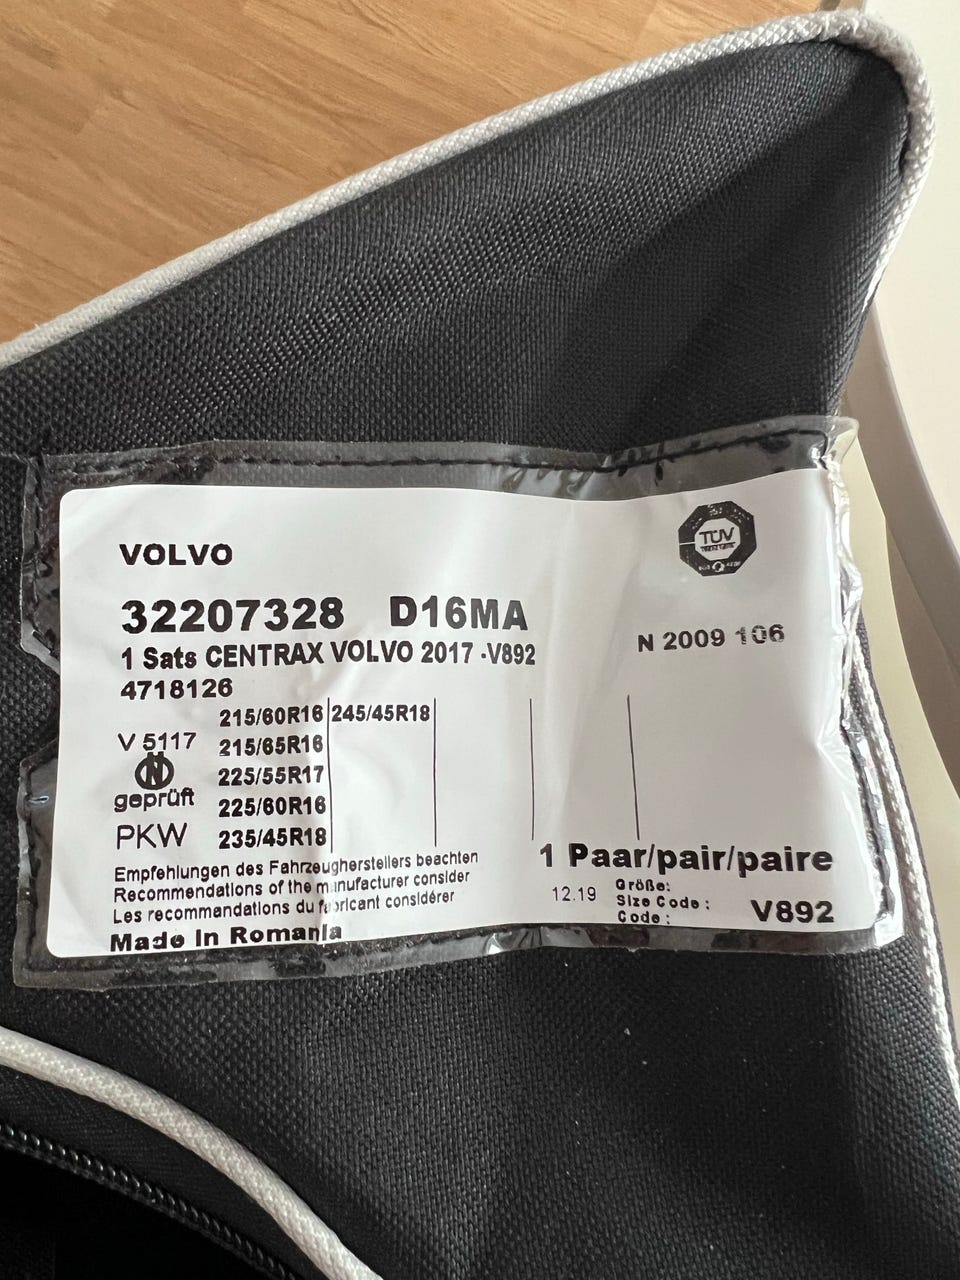 VOLVO
TÜV
32207328 D16MA
N 2009 106
1 Sats CENTRAX VOLVO 2017 -V892
4718126
215/60R16 245/45R18
V 5117 215/65R16
225/55R17
geprüft 225/60R16
PKW 235/45R18
Empfehlungen des Fahrzeugherstellers beachten
Recommendations of the manufacturer consider
Les recommandations du fabricant considérer
Made In Romania
1 Paar/pair/paire
12.19 Größe:
Size Code :
Code : V892